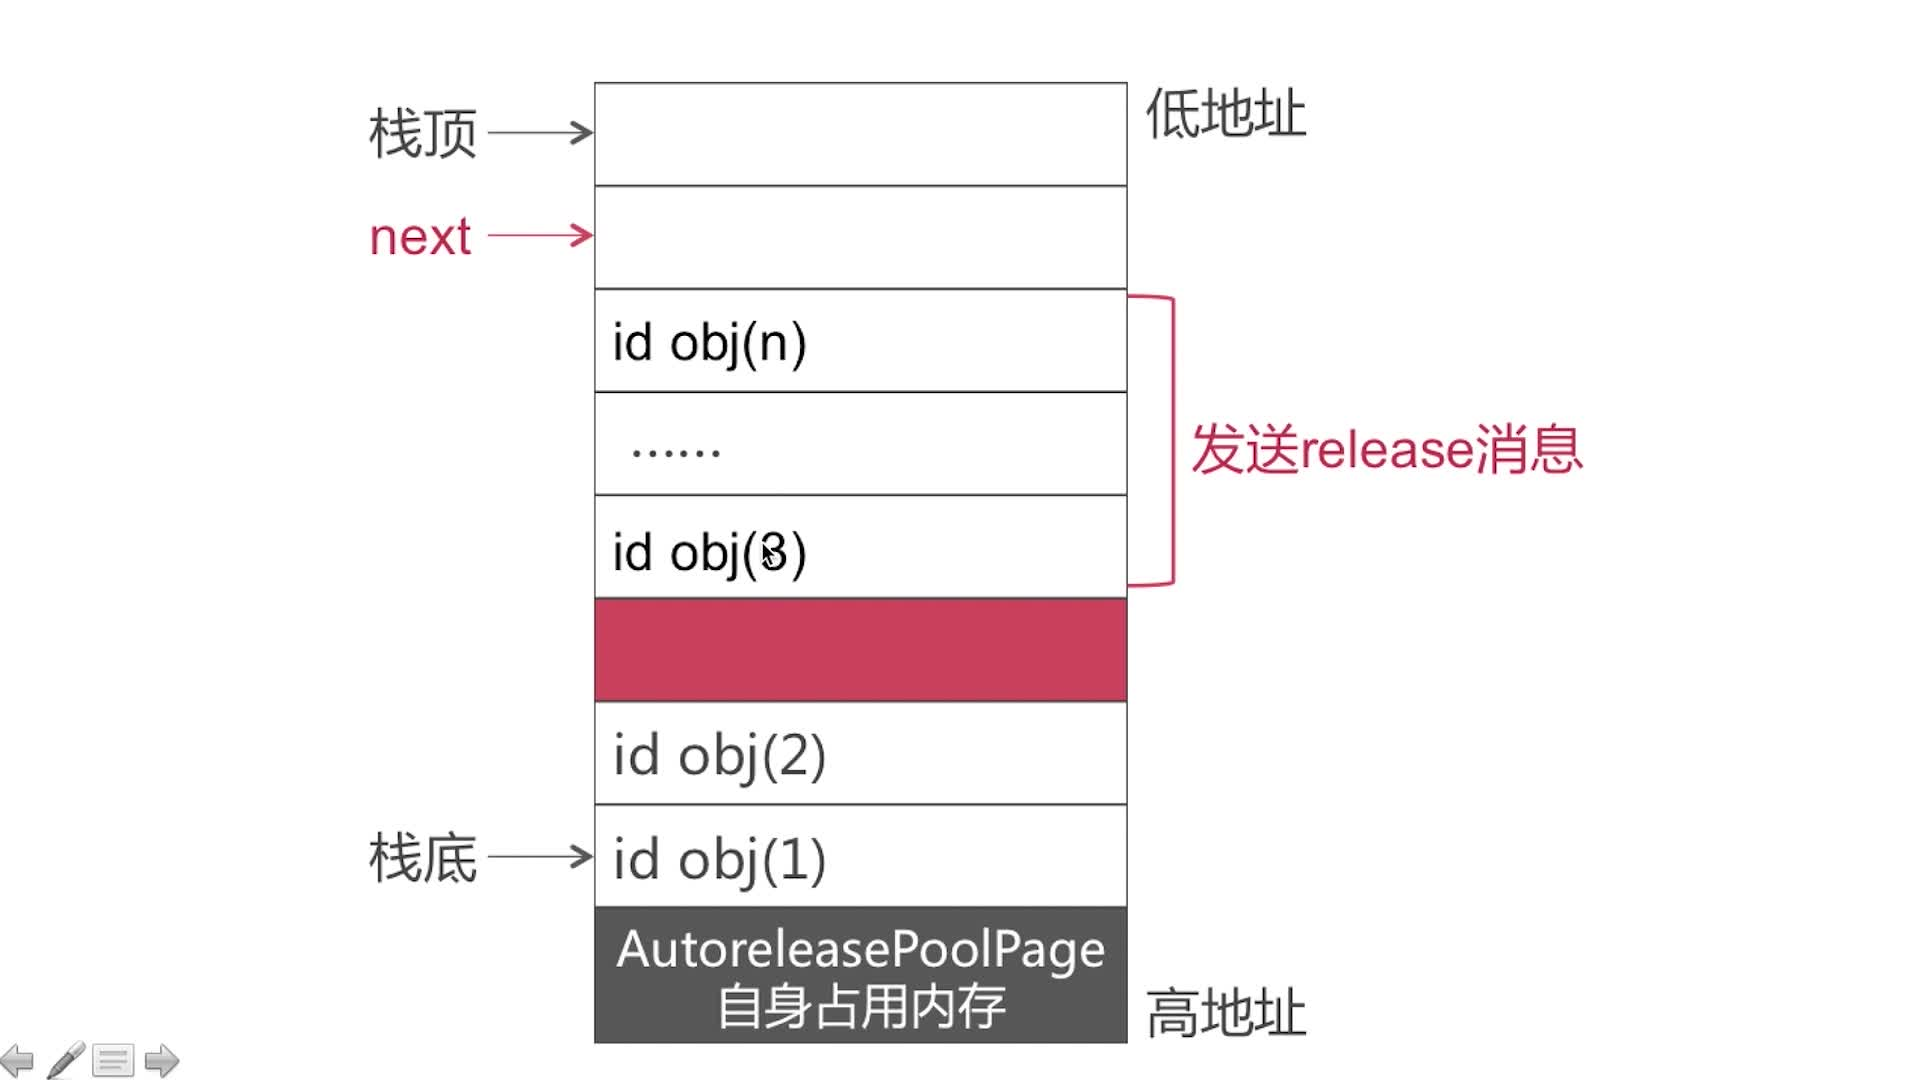 栈顶
低地址
next
id obj(n)
......
发送release消息
id obj(3)
id obj(2)
栈底
id obj(1)
AutoreleasePoolPage
自身占用内存
高地址